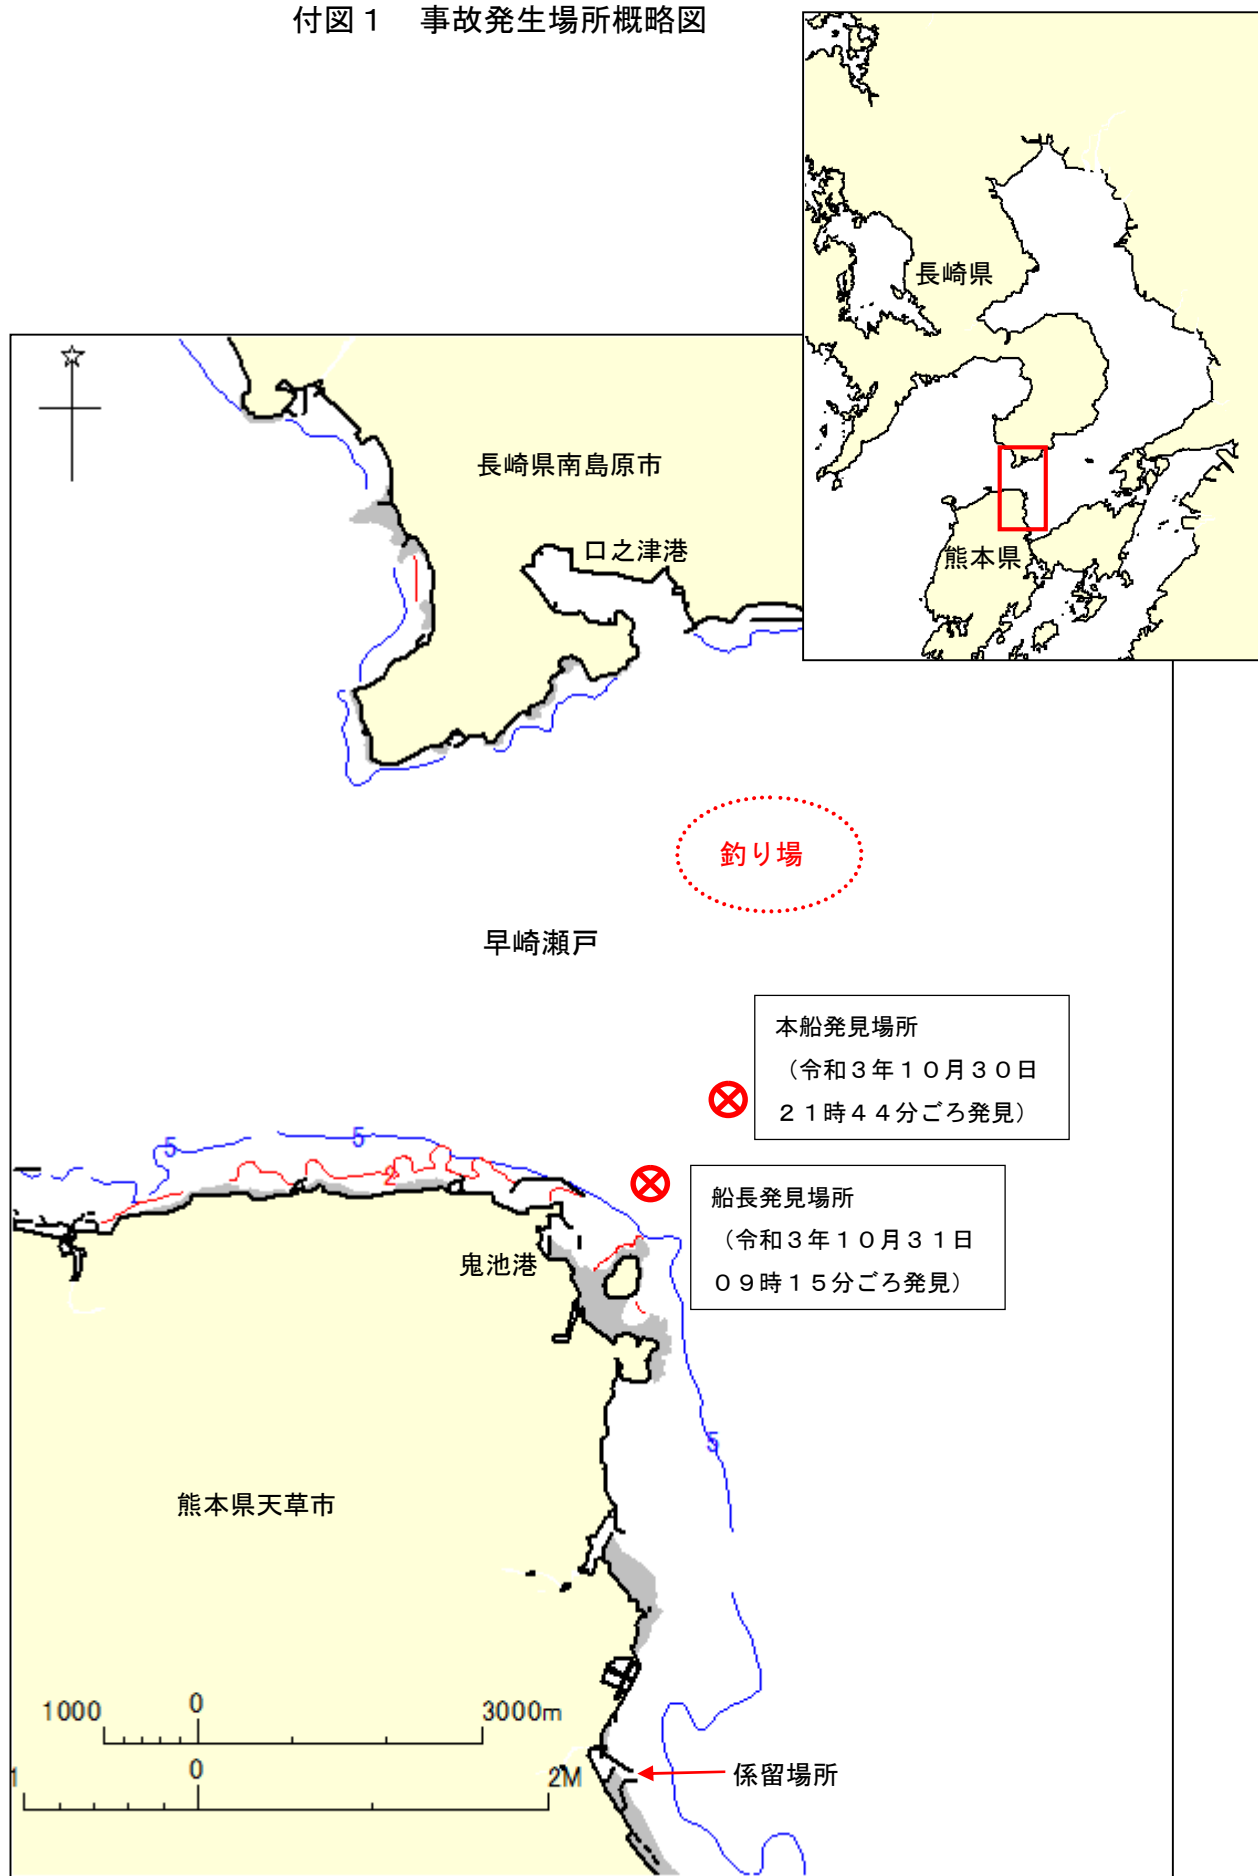 付図１　事故発生場所概略図
長崎県
熊本県
長崎県南島原市
口之津港
釣り場
早崎瀬戸
本船発見場所
（令和３年１０月３０日
２１時４４分ごろ発見）
船長発見場所
（令和３年１０月３１日
０９時１５分ごろ発見）
5
5
2
鬼池港
5
熊本県天草市
1000 0 3000m
1 0 2M
係留場所